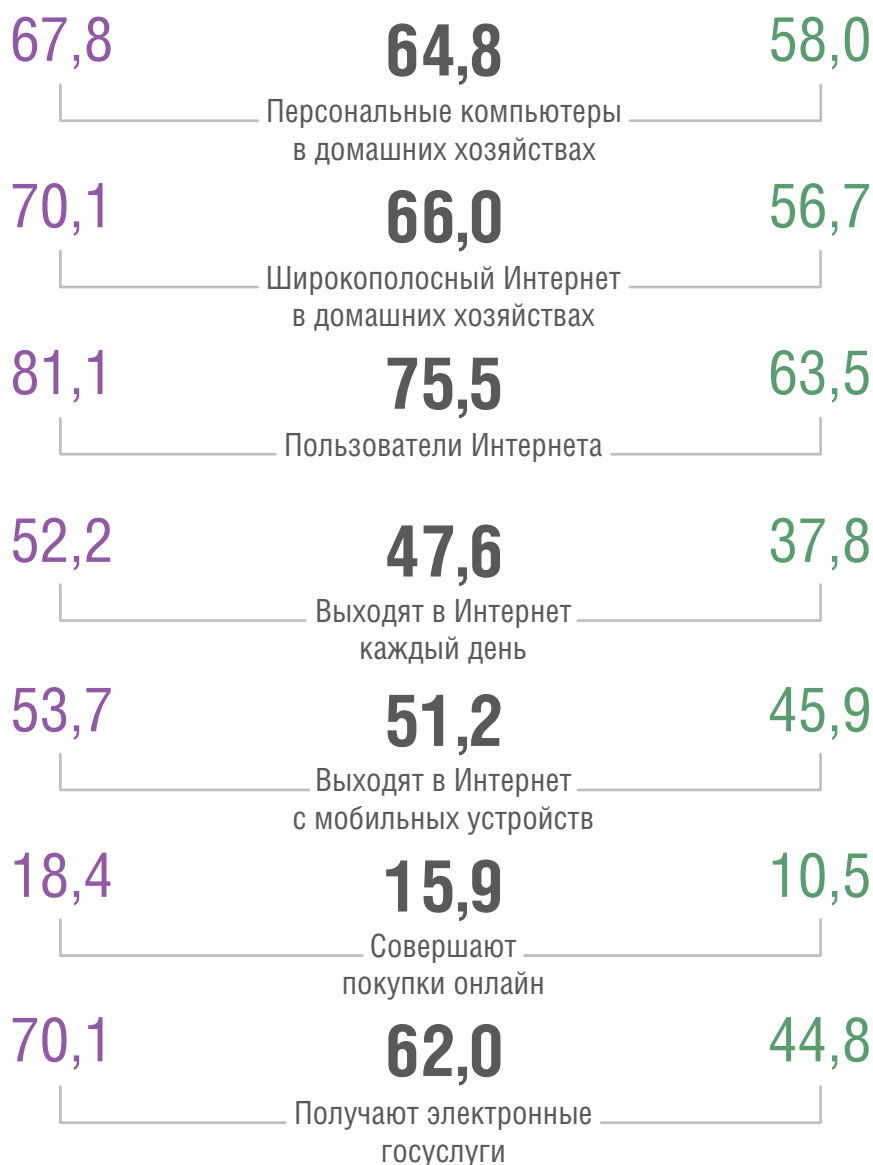 67,8 64,8 58,0
Персональные компьютеры
в домашних хозяйствах
70,1 66,0 56,7
Широкополосный Интернет
в домашних хозяйствах
81,1 75,5 63,5
Пользователи Интернета
52,2 47,6 37,8
Выходят в Интернет
каждый день
53,7 51,2 45,9
Выходят в Интернет
с мобильных устройств
18,4 15,9 10,5
Совершают
покупки онлайн
70,1 62,0 44,8
Получают электронные
госуслуги